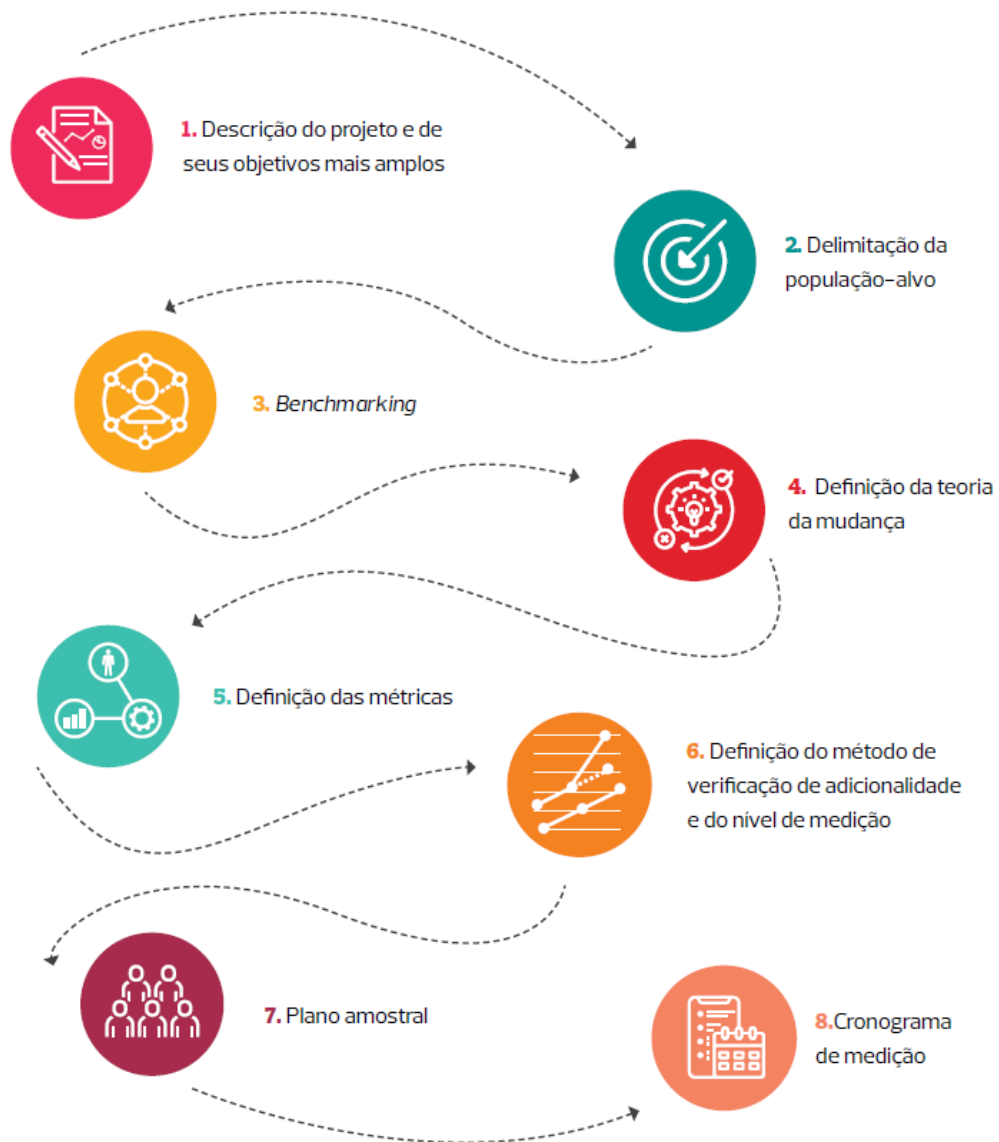 1. Descrição do projeto e de
seus objetivos mais amplos
2. Delimitação da
população-alvo
3. Benchmarking
4. Definição da teoria
da mudança
5. Definição das métricas
6. Definição do método de
verificação de adicionalidade
e do nível de medição
7. Plano amostral
8.Cronograma
de medição